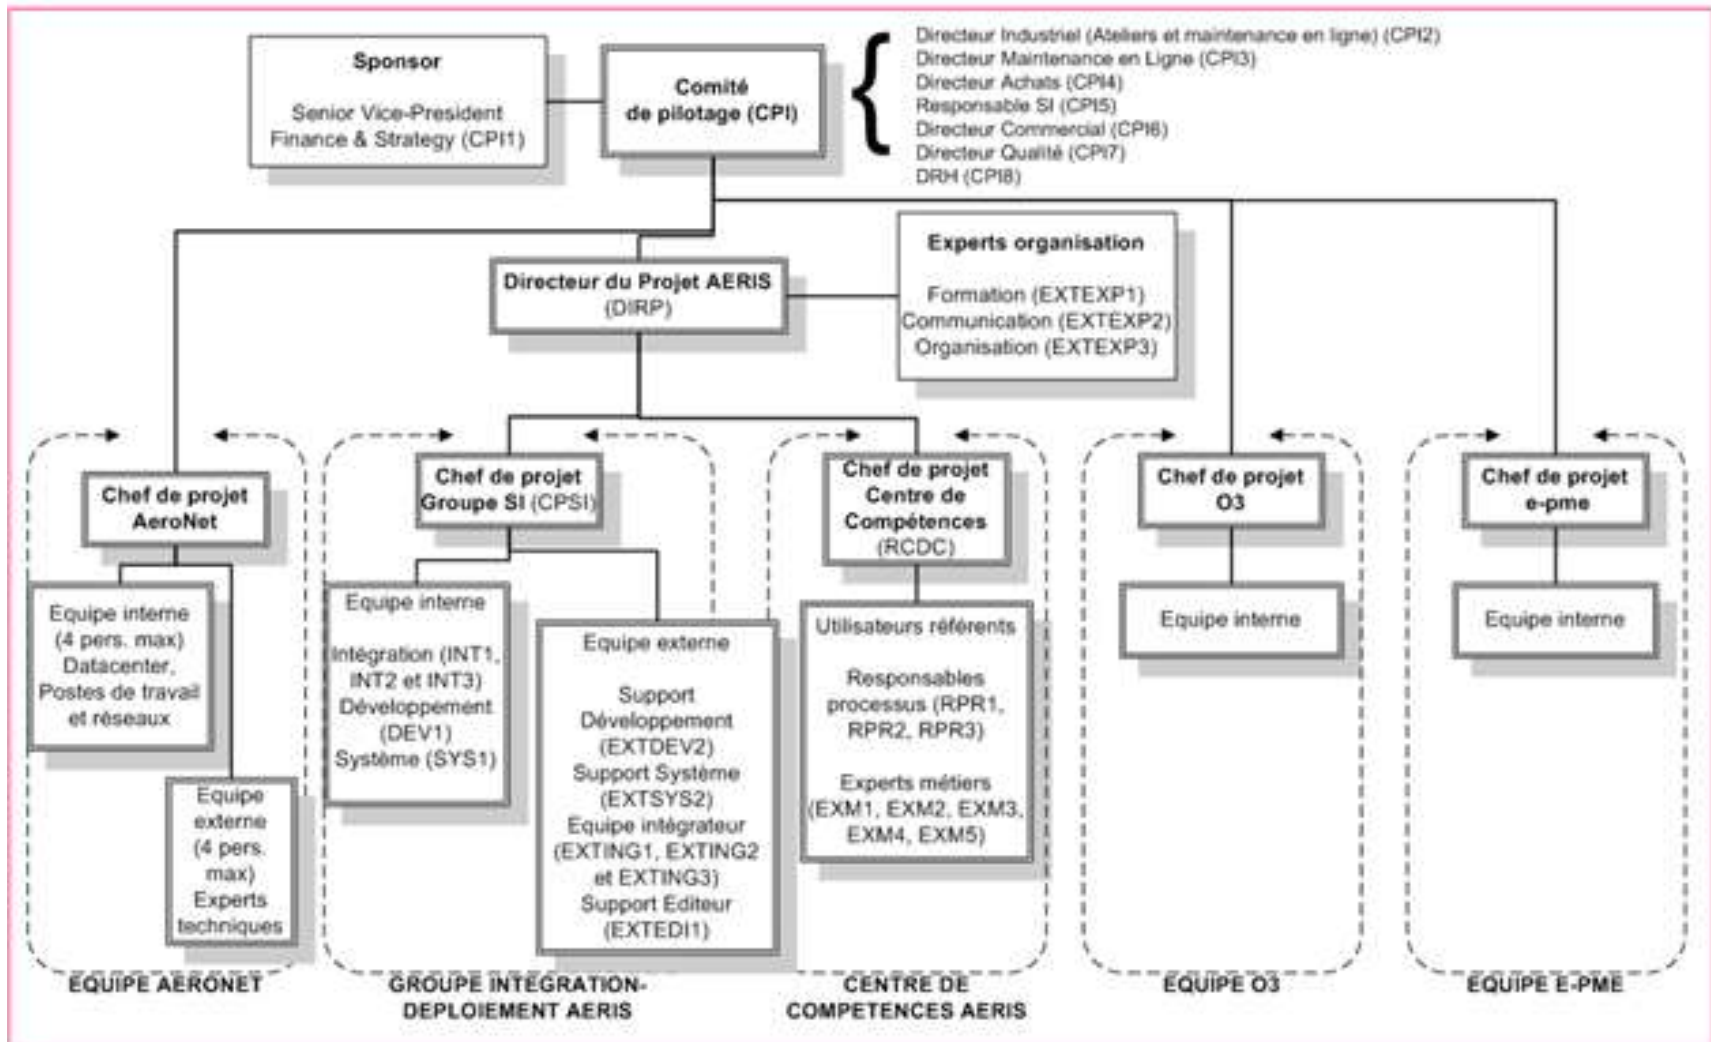 Sponsor
Senior Vice-President
Finance & Strategy (CPI1)
Comité
de pilotage (CPI)
Directeur Industriel (Ateliers et maintenance en ligne) (CPI2)
Directeur Maintenance en Ligne (CPI3)
Directeur Achats (CPI4)
Responsable SI (CPI5)
Directeur Commercial (CPI6)
Directeur Qualité (CPI7)
DRH (CPI8)
Directeur du Projet AERIS
(DIRP)
Experts organisation
Formation (EXTEXP1)
Communication (EXTEXP2)
Organisation (EXTEXP3)
Chef de projet
AeroNet
Equipe interne
(4 pers. max)
Datacenter,
Postes de travail
et réseaux
Equipe
externe
(4 pers.
max)
Experts
techniques
EQUIPE AERONET
Chef de projet
Groupe SI (CPSI)
Equipe interne
Intégration (INT1,
INT2 et INT3)
Développement
(DEV1)
Système (SYS1)
Equipe externe
Support
Développement
(EXTDEV2)
Support Système
(EXTSYS2)
Equipe intégrateur
(EXTING1, EXTING2
et EXTING3)
Support Editeur
(EXTEDI1)
GROUPE INTEGRATION-
DEPLOIEMENT AERIS
Chef de projet
Centre de
Compétences
(RCDC)
Utilisateurs référents
Responsables
processus (RPR1,
RPR2, RPR3)
Experts métiers
(EXM1, EXM2, EXM3,
EXM4, EXM5)
CENTRE DE
COMPETENCES AERIS
Chef de projet
O3
Equipe interne
EQUIPE O3
Chef de projet
e-pme
Equipe interne
EQUIPE E-PME